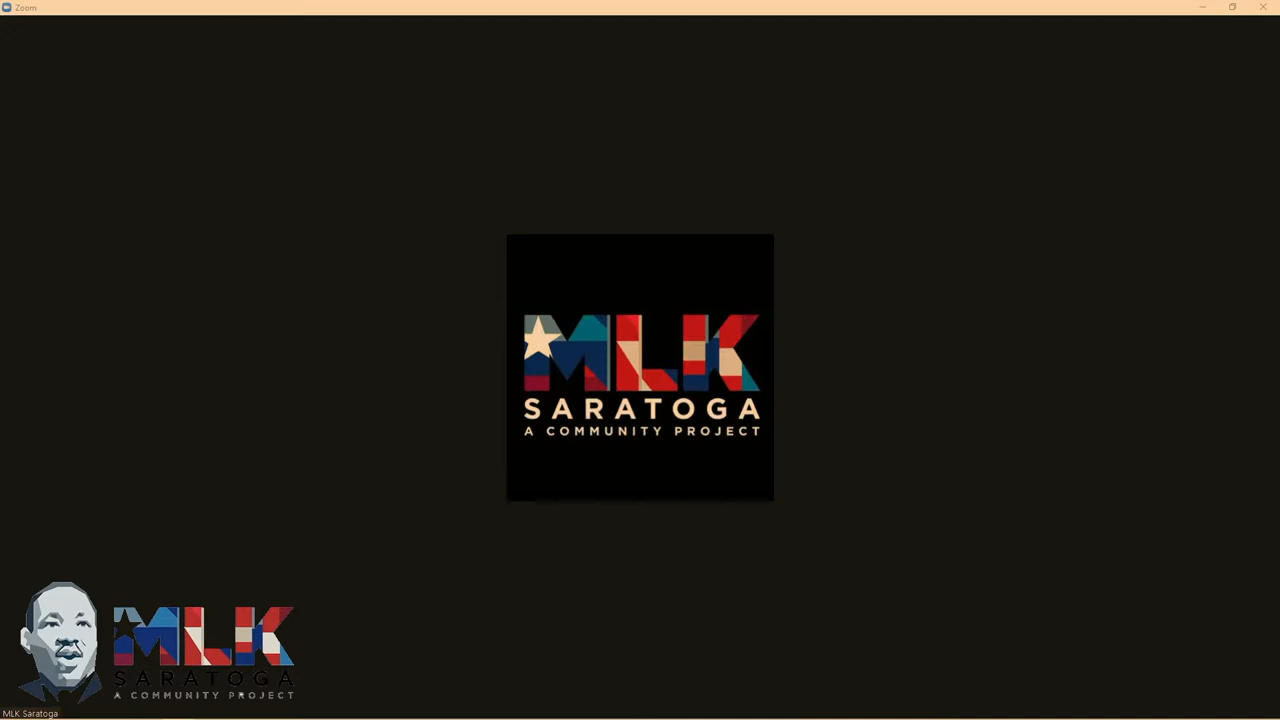 Zoom
MLK
SARATOGA
A COMMUNITY PROJECT
MLK
SARATOGA
A COMMUNITY PROJECT
MLK Saratoga